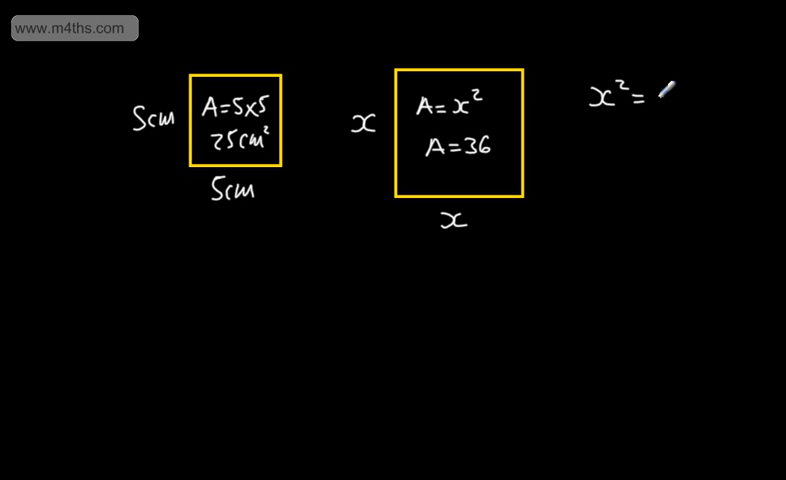 www.m4ths.com
5cm
A=5x5
25cm²
5cm
x
A=x²
A=36
x
x²=